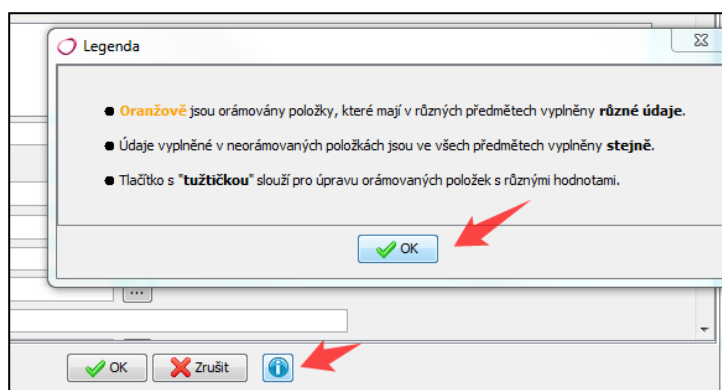 Legenda
Oranžově jsou orámovány položky, které mají v různých předmětech vyplněny různé údaje.
Údaje vyplněné v neorámovaných položkách jsou ve všech předmětech vyplněny stejně.
Tlačítko s "tužtičkou" slouží pro úpravu orámovaných položek s různými hodnotami.
OK
...
OK Zrušit